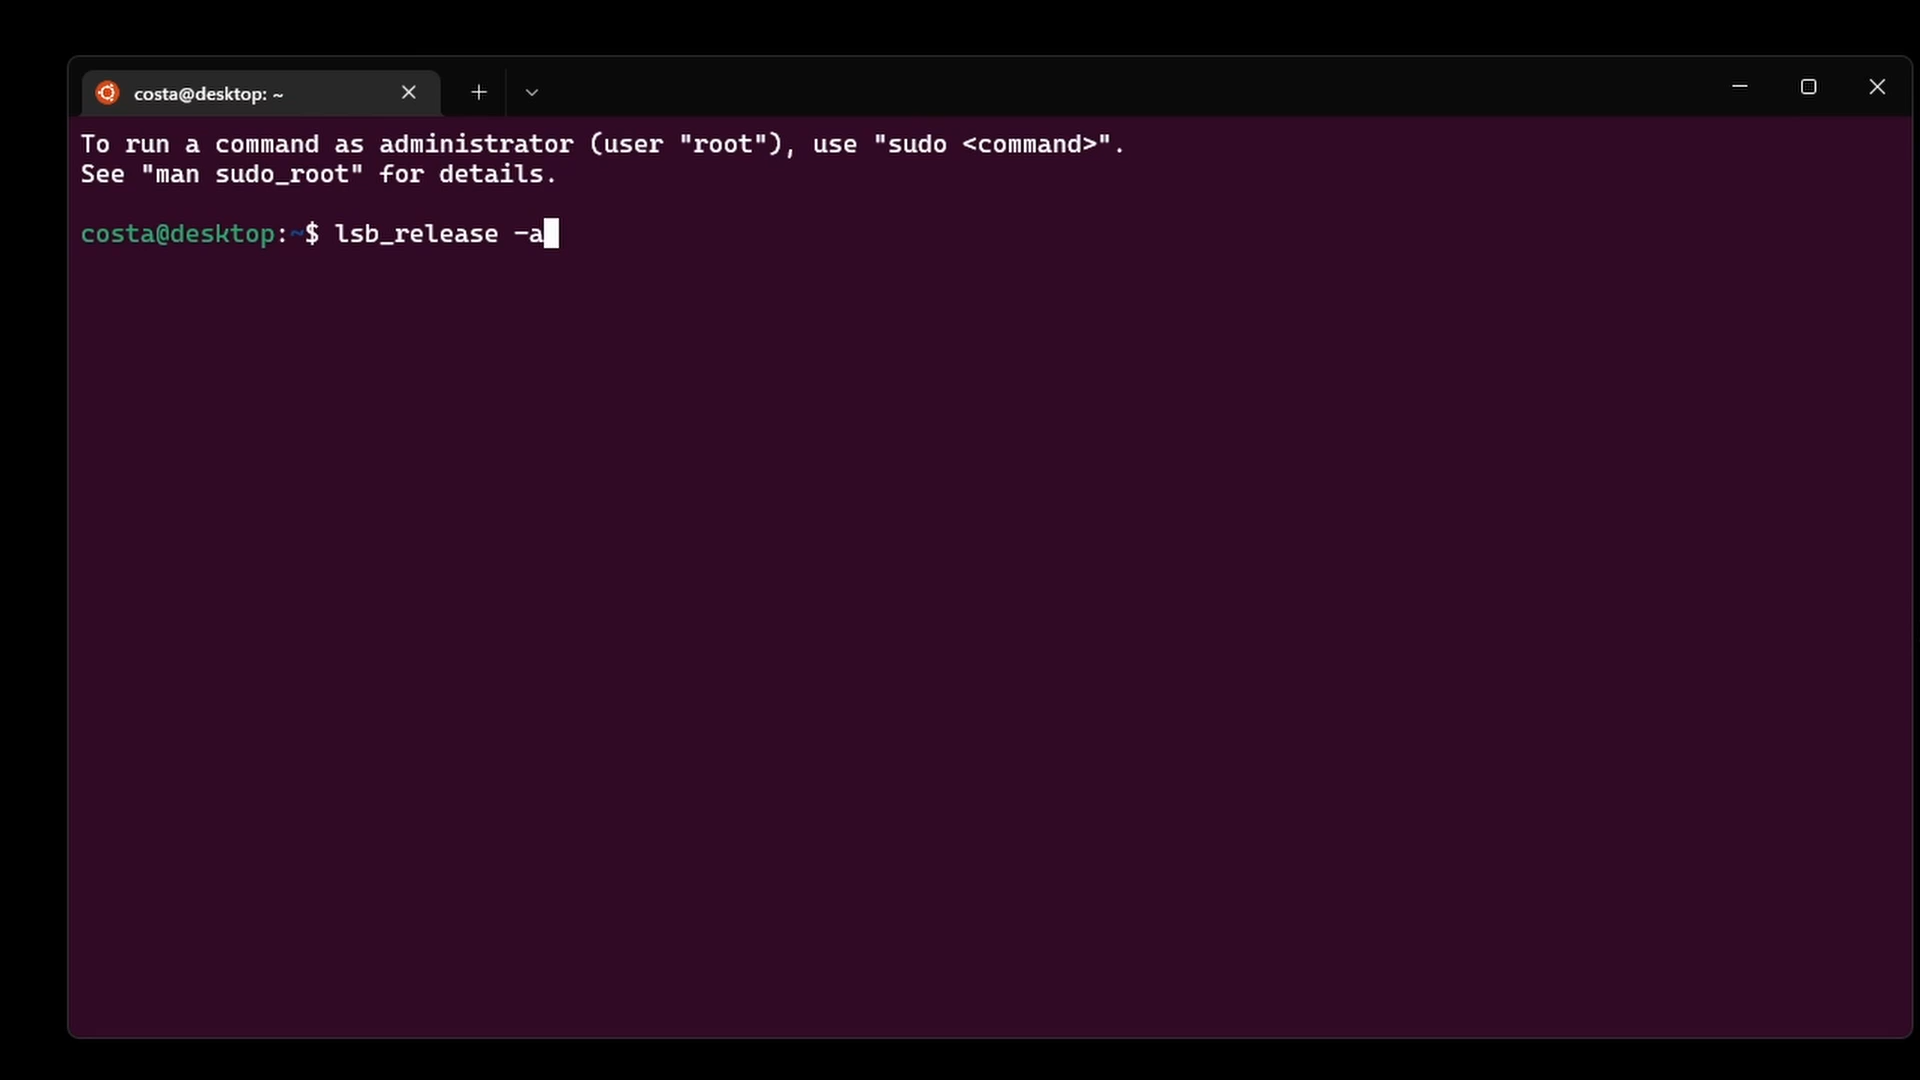 costa@desktop: ~
To run a command as administrator (user "root"), use "sudo <command>".
See "man sudo_root" for details.
costa@desktop:~$ lsb_release -a